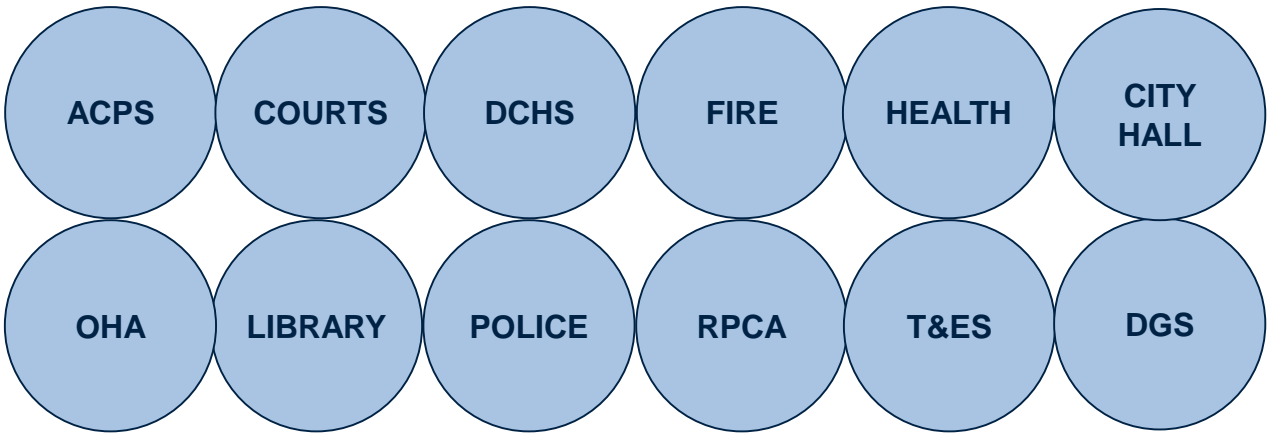 ACPS
COURTS
DCHS
FIRE
HEALTH
CITY
HALL
OHA
LIBRARY
POLICE
RPCA
T&ES
DGS